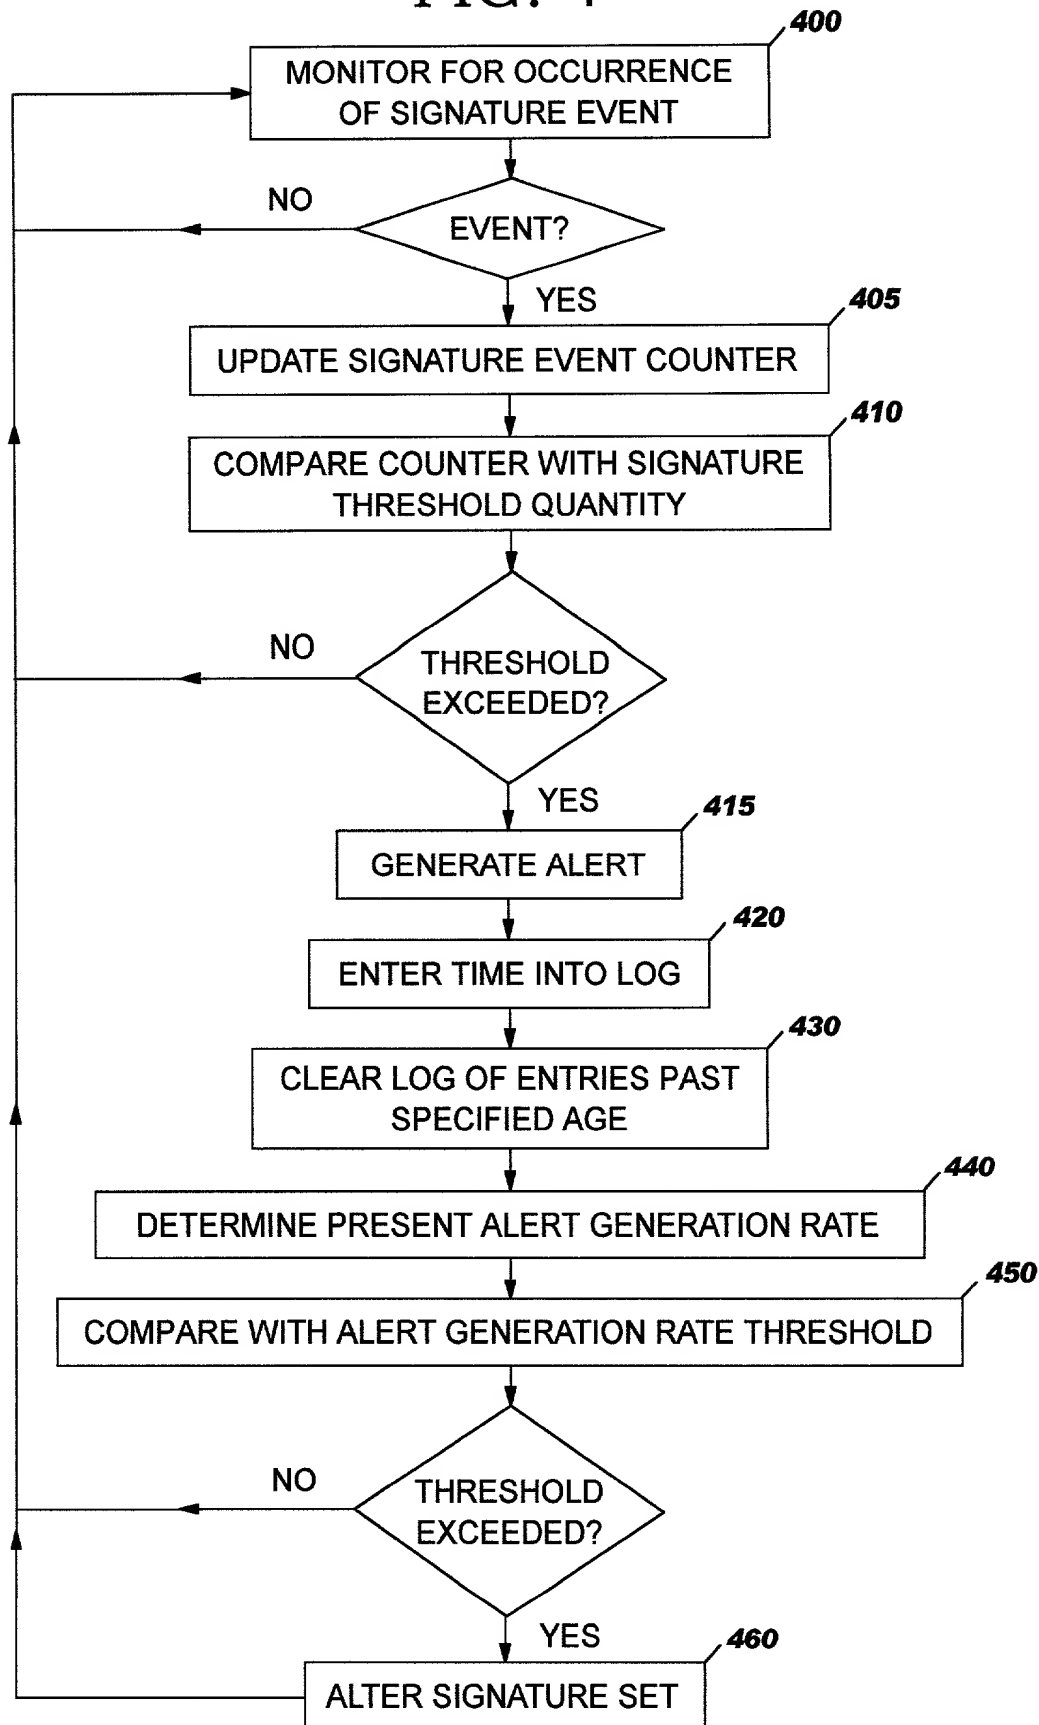 FIG. 4
400
MONITOR FOR OCCURRENCE
OF SIGNATURE EVENT
NO
EVENT?
YES
405
UPDATE SIGNATURE EVENT COUNTER
410
COMPARE COUNTER WITH SIGNATURE
THRESHOLD QUANTITY
NO
THRESHOLD
EXCEEDED?
YES
415
GENERATE ALERT
420
ENTER TIME INTO LOG
430
CLEAR LOG OF ENTRIES PAST
SPECIFIED AGE
440
DETERMINE PRESENT ALERT GENERATION RATE
450
COMPARE WITH ALERT GENERATION RATE THRESHOLD
NO
THRESHOLD
EXCEEDED?
YES
460
ALTER SIGNATURE SET